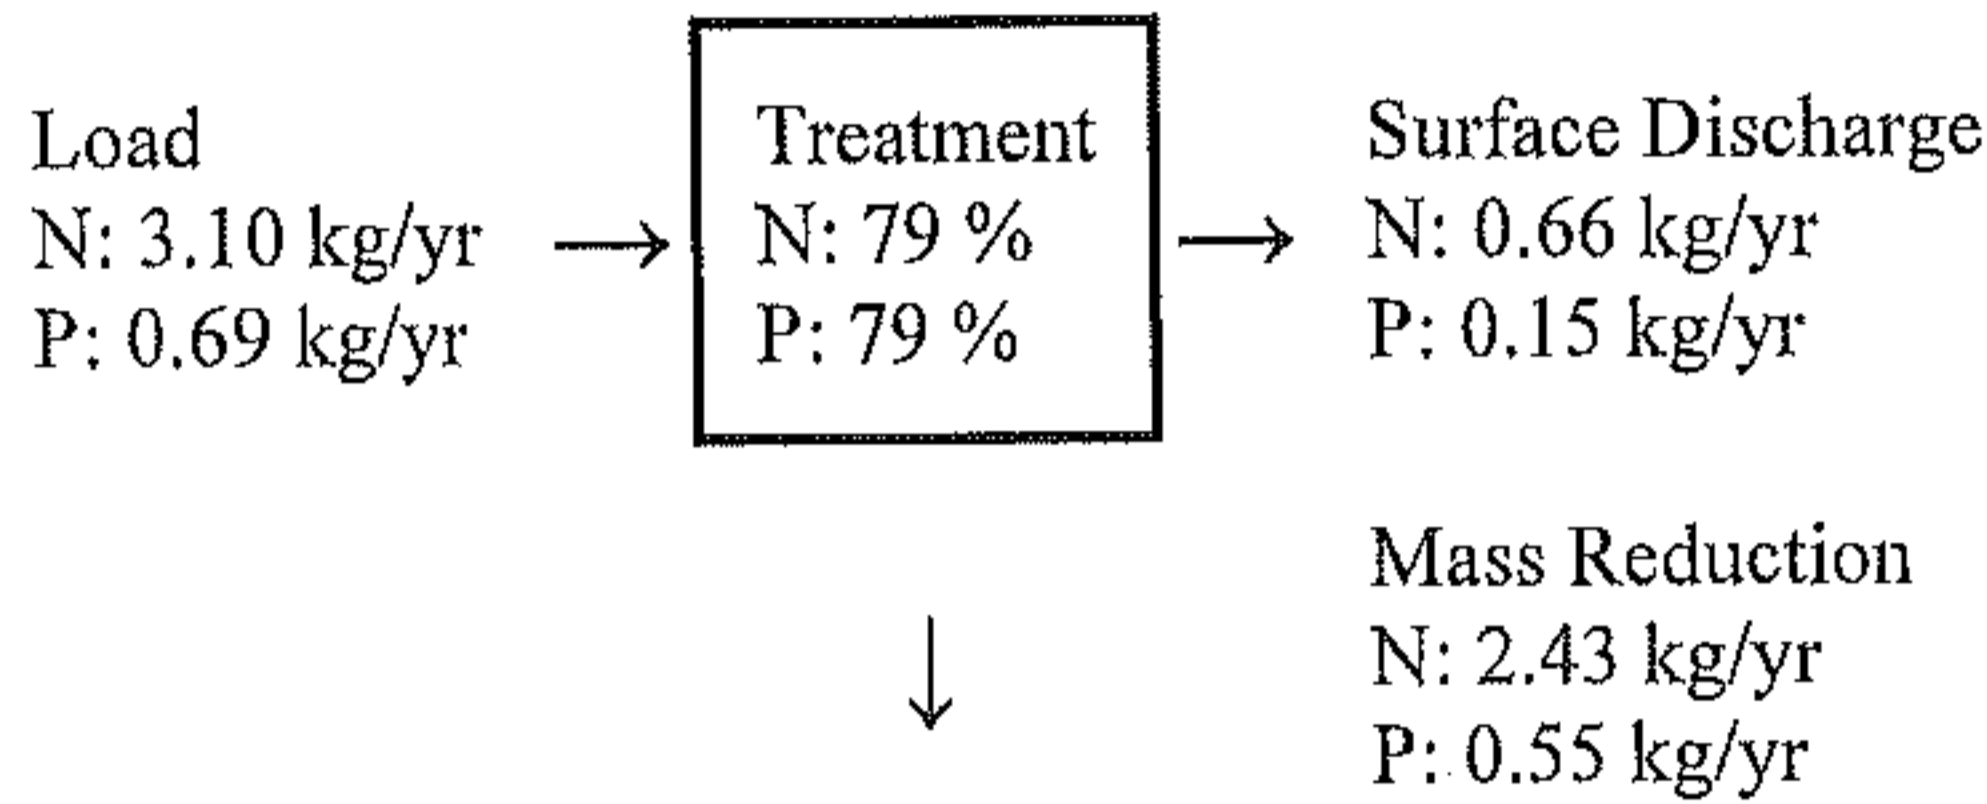 Load
N: 3.10 kg/yr
P: 0.69 kg/yr
Treatment
N: 79 %
P: 79 %
Surface Discharge
N: 0.66 kg/yr
P: 0.15 kg/yr
Mass Reduction
N: 2.43 kg/yr
P: 0.55 kg/yr